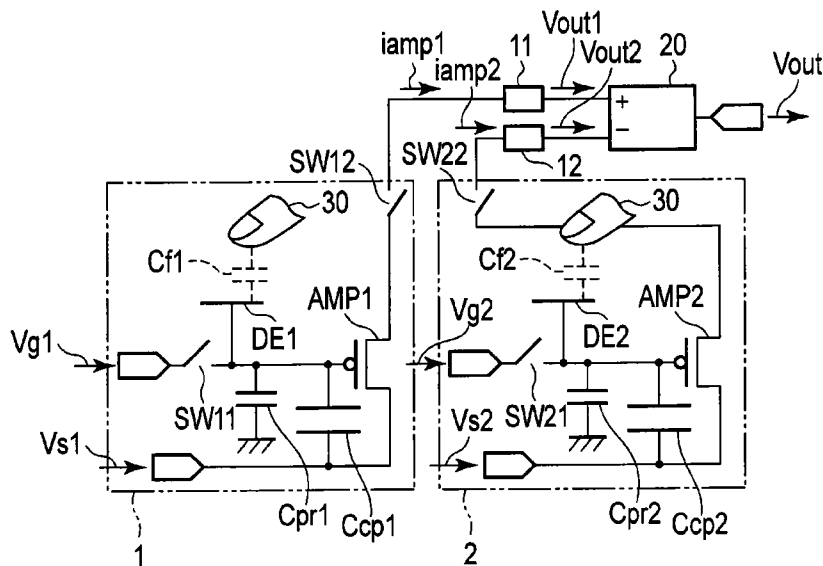 iamp1
iamp2
11
Vout1
Vout2
20
Vout
+
−
12
SW12
SW22
30
30
Cf1
Cf2
AMP1
AMP2
DE1
DE2
Vg1
Vg2
SW11
SW21
Vs1
Vs2
Cpr1
Ccp1
Cpr2
Ccp2
1
2